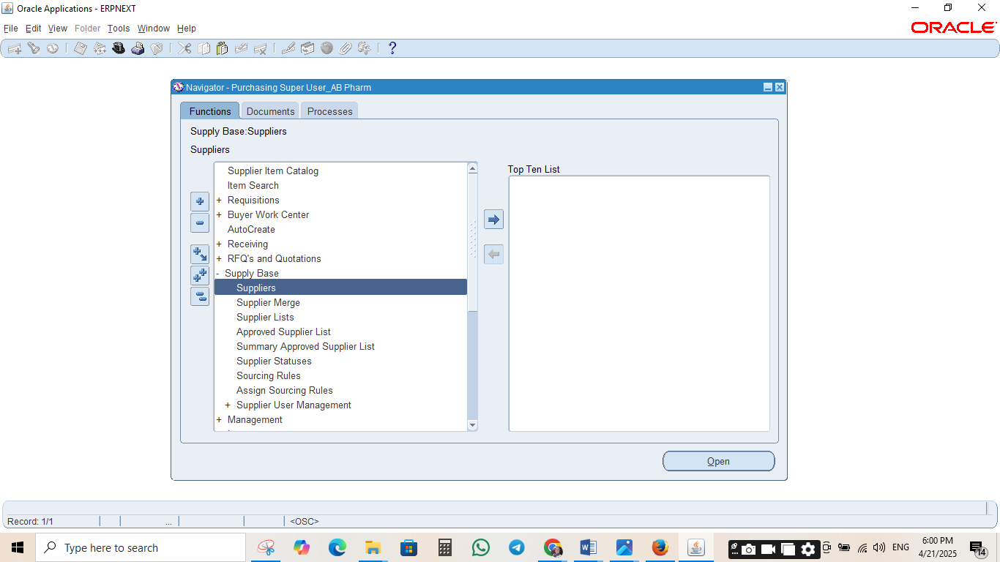 Oracle Applications - ERPNEXT
File Edit View Folder Tools Window Help
ORACLE
?
Navigator - Purchasing Super User_AB Pharm
Functions Documents Processes
Supply Base:Suppliers
Suppliers
Top Ten List
Supplier Item Catalog
Item Search
+ Requisitions
+ Buyer Work Center
AutoCreate
+ Receiving
+ RFQ's and Quotations
- Supply Base
Suppliers
Supplier Merge
Supplier Lists
Approved Supplier List
Summary Approved Supplier List
Supplier Statuses
Sourcing Rules
Assign Sourcing Rules
+ Supplier User Management
+ Management
Open
Record: 1/1 ... <OSC>
Type here to search
ENG
6:00 PM
4/21/2025
14